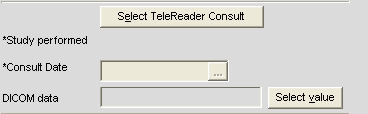 Select TeleReader Consult
*Study performed
*Consult Date
...
DICOM data
Select value